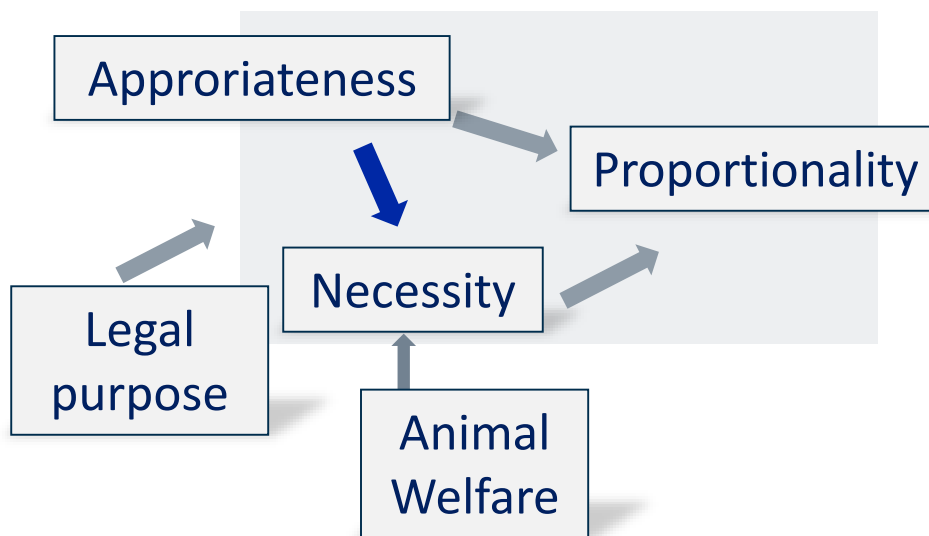 Approriateness
Proportionality
Necessity
Legal
purpose
Animal
Welfare